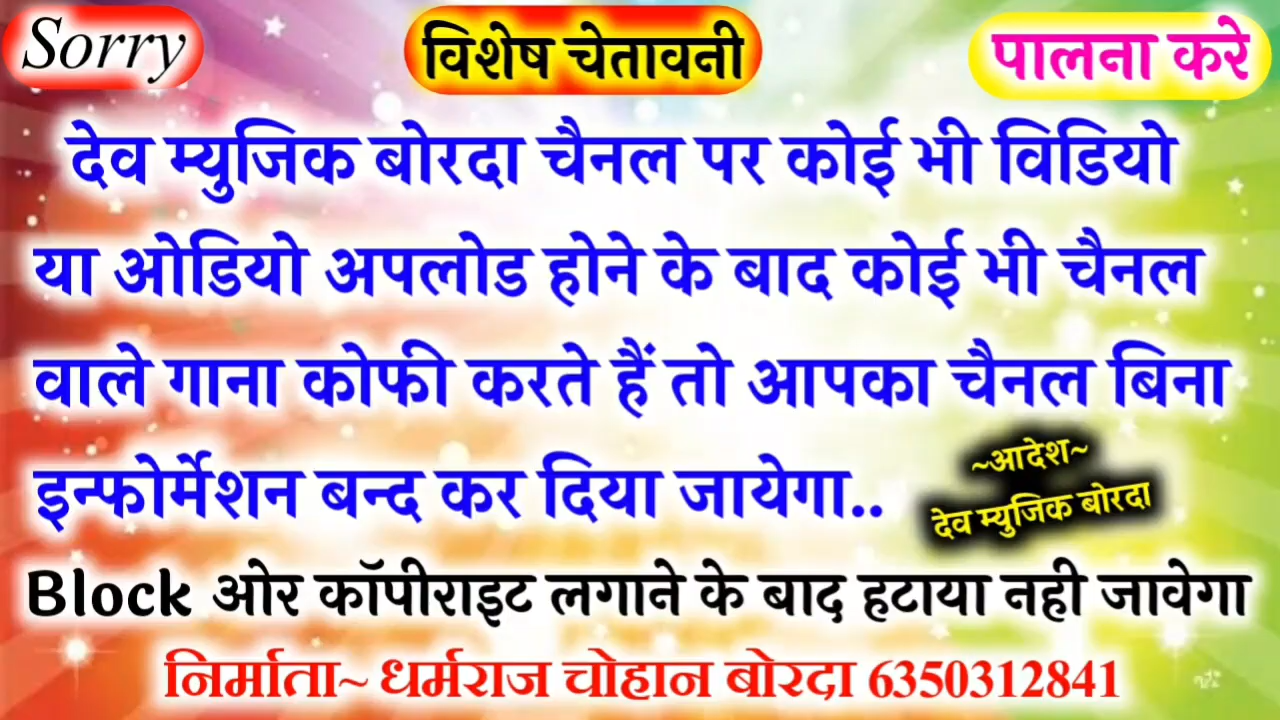 Sorry
विशेष चेतावनी
पालना करे
देव म्युजिक बोरदा चैनल पर कोई भी विडियो
या ओडियो अपलोड होने के बाद कोई भी चैनल
वाले गाना कोफी करते हैं तो आपका चैनल बिना
इन्फोर्मेशन बन्द कर दिया जायेगा..
~आदेश~
देव म्युजिक बोरदा
Block ओर कॉपीराइट लगाने के बाद हटाया नही जावेगा
निर्माता~ धर्मराज चोहान बोरदा 6350312841